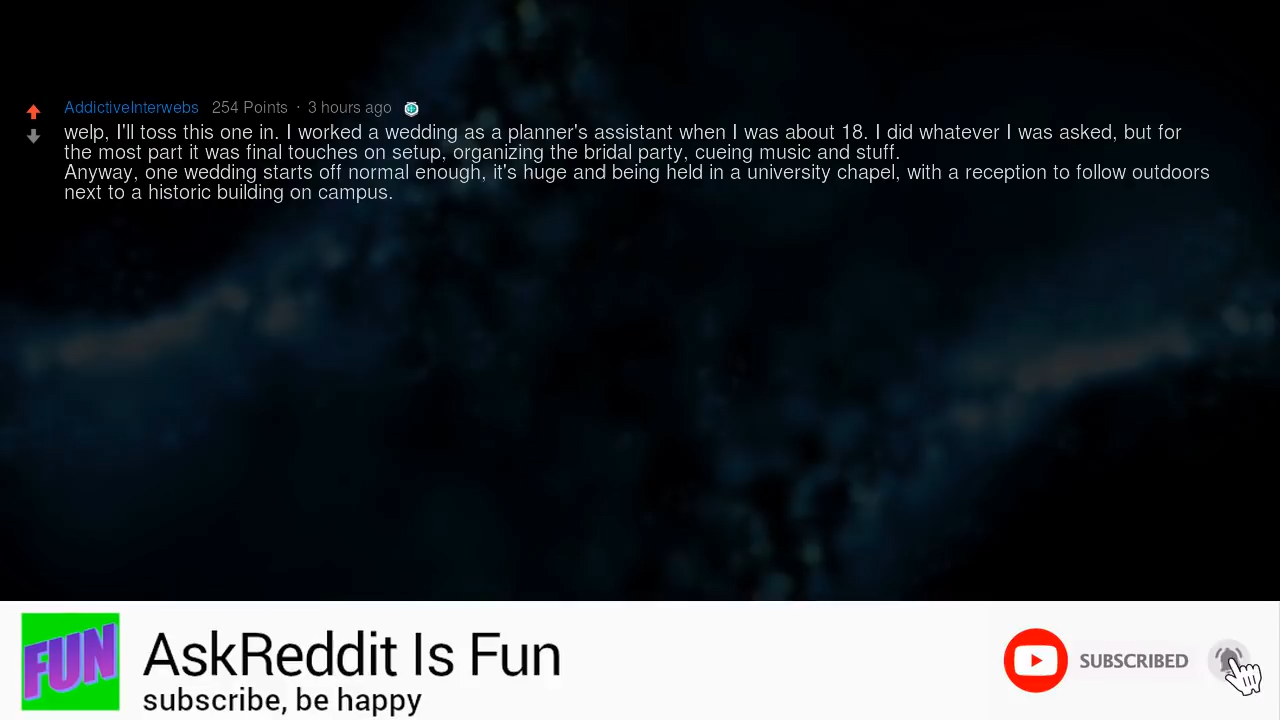 AddictiveInterwebs 254 Points · 3 hours ago
welp, I'll toss this one in. I worked a wedding as a planner's assistant when I was about 18. I did whatever I was asked, but for
the most part it was final touches on setup, organizing the bridal party, cueing music and stuff.
Anyway, one wedding starts off normal enough, it's huge and being held in a university chapel, with a reception to follow outdoors
next to a historic building on campus.
FUN
AskReddit Is Fun
subscribe, be happy
SUBSCRIBED